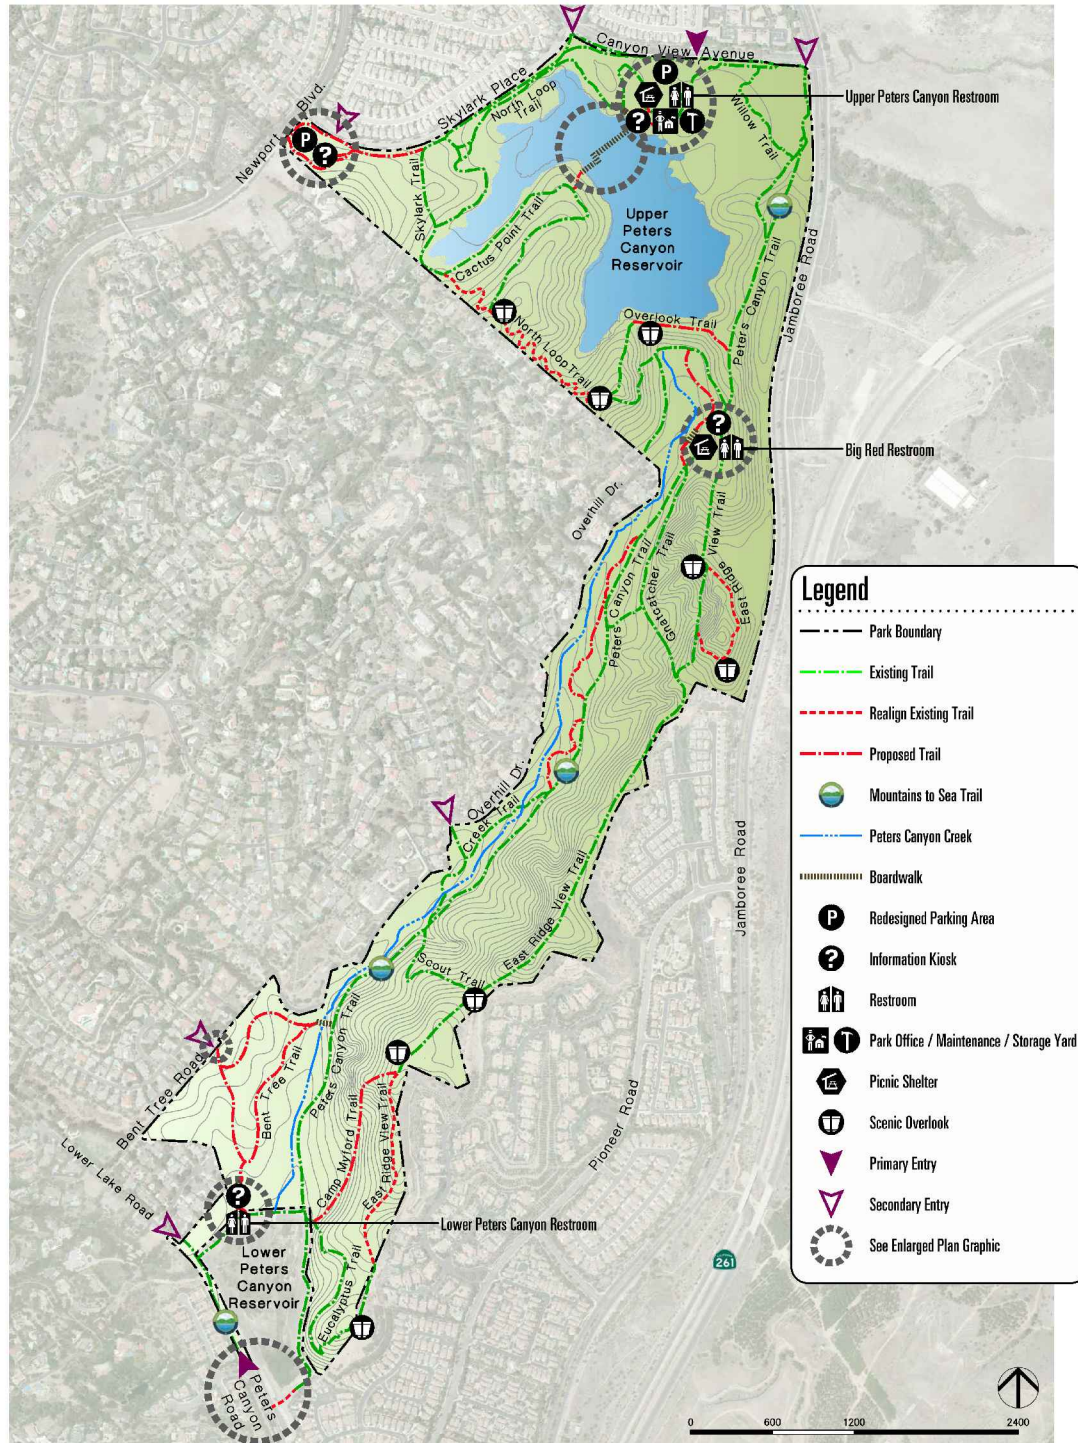 Canyon View Avenue
P
Upper Peters Canyon Restroom
?
T
Skylark Place
North Loop
Trail
Willow Trail
Newport Blvd.
P
?
Skylark Trail
Cactus Point Trail
Upper
Peters
Canyon
Reservoir
Peters Canyon Trail
Jamboree Road
Overlook Trail
North Loop Trail
?
Big Red Restroom
Overhill Dr.
East Ridge View Trail
Peters Canyon Trail
Gnatcatcher Trail
East Ridge View
Overhill Dr.
Creek Trail
Jamboree Road
East Ridge View Trail
Scout Trail
Peters Canyon Trail
Bent Tree Road
Bent Tree Trail
Camp Myford Trail
East Ridge View Trail
Pioneer Road
Lower Lake Road
?
Lower Peters Canyon Restroom
Lower
Peters
Canyon
Reservoir
Eucalyptus Trail
261
Peters
Canyon
Road
Legend
Park Boundary
Existing Trail
Realign Existing Trail
Proposed Trail
Mountains to Sea Trail
Peters Canyon Creek
Boardwalk
P Redesigned Parking Area
? Information Kiosk
Restroom
T Park Office / Maintenance / Storage Yard
Picnic Shelter
Scenic Overlook
Primary Entry
Secondary Entry
See Enlarged Plan Graphic
0 600 1200 2400